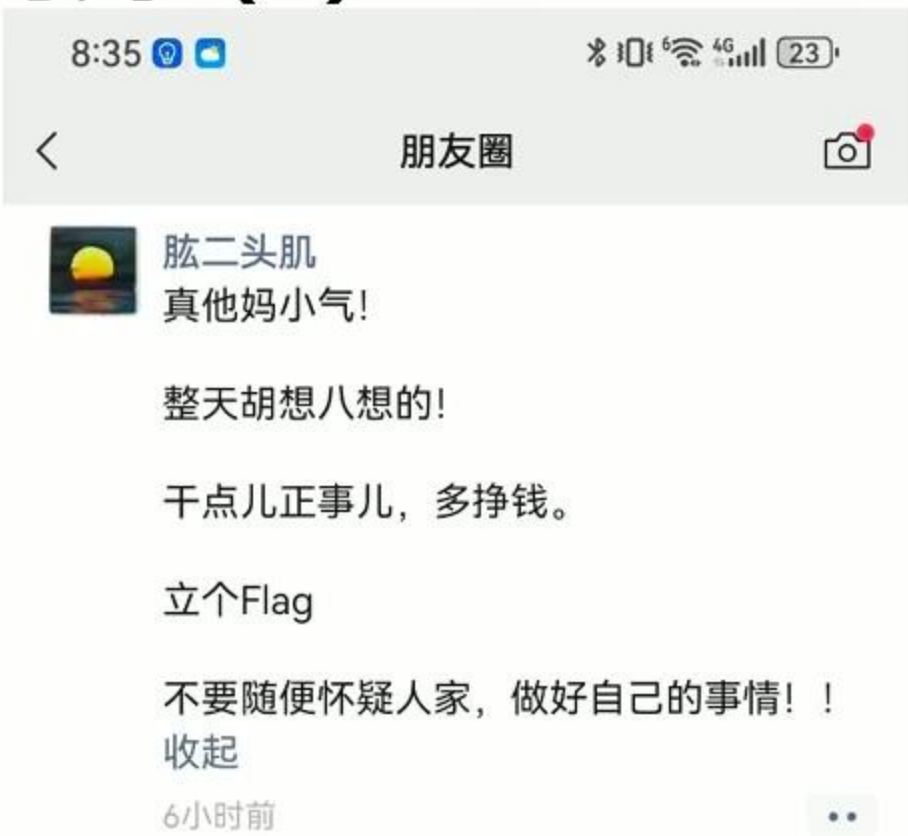 8:35
6
4G
23
朋友圈
肱二头肌
真他妈小气！
整天胡想八想的！
干点儿正事儿，多挣钱。
立个Flag
不要随便怀疑人家，做好自己的事情！！
收起
6小时前